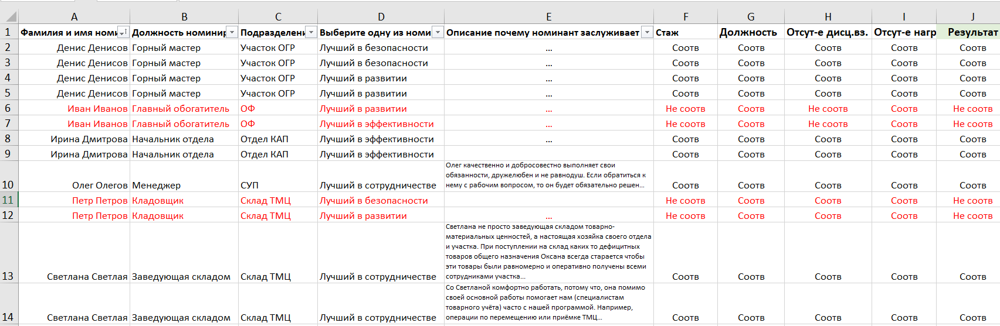 A B C D E F G H I J
1 Фамилия и имя номи Должность номинир Подразделени Выберите одну из номи Описание почему номинант заслуживает Стаж Должность Отсут-е дисц.вз. Отсут-е нагр Результат
2 Денис Денисов Горный мастер Участок ОГР Лучший в безопасности ... Соотв Соотв Соотв Соотв Соотв
3 Денис Денисов Горный мастер Участок ОГР Лучший в безопасности ... Соотв Соотв Соотв Соотв Соотв
4 Денис Денисов Горный мастер Участок ОГР Лучший в развитии ... Соотв Соотв Соотв Соотв Соотв
5 Денис Денисов Горный мастер Участок ОГР Лучший в развитии ... Соотв Соотв Соотв Соотв Соотв
6 Иван Иванов Главный обогатитель ОФ Лучший в развитии ... Не соотв Соотв Не соотв Соотв Не соотв
7 Иван Иванов Главный обогатитель ОФ Лучший в эффективности ... Не соотв Соотв Не соотв Соотв Не соотв
8 Ирина Дмитрова Начальник отдела Отдел КАП Лучший в эффективности ... Соотв Соотв Соотв Соотв Соотв
9 Ирина Дмитрова Начальник отдела Отдел КАП Лучший в эффективности Соотв Соотв Соотв Соотв Соотв
Олег качественно и добросовестно выполняет свои
обязанности, дружелюбен и не равнодуш. Если обратиться к
10 Олег Олегов Менеджер СУП Лучший в сотрудничестве нему с рабочим вопросом, то он будет обязательно решен... Соотв Соотв Соотв Соотв Соотв
11 Петр Петров Кладовщик Склад ТМЦ Лучший в безопасности Не соотв Соотв Соотв Соотв Не соотв
12 Петр Петров Кладовщик Склад ТМЦ Лучший в развитии ... Не соотв Соотв Соотв Соотв Не соотв
Светлана не просто заведующая складом товарно-
материальных ценностей, а настоящая хозяйка своего отдела
и участка. При поступлении на склад каких то дефицитных
товаров общего назначения Оксана всегда старается чтобы
эти товары были равномерно и оперативно получены всеми
13 Светлана Светлая Заведующая складом Склад ТМЦ Лучший в сотрудничестве сотрудниками участка... Соотв Соотв Соотв Соотв Соотв
Со Светланой комфортно работать, потому что, она помимо
своей основной работы помогает нам (специалистам
товарного учёта) часто с нашей программой. Например,
14 Светлана Светлая Заведующая складом Склад ТМЦ Лучший в сотрудничестве операции по перемещению или приёмке ТМЦ... Соотв Соотв Соотв Соотв Соотв